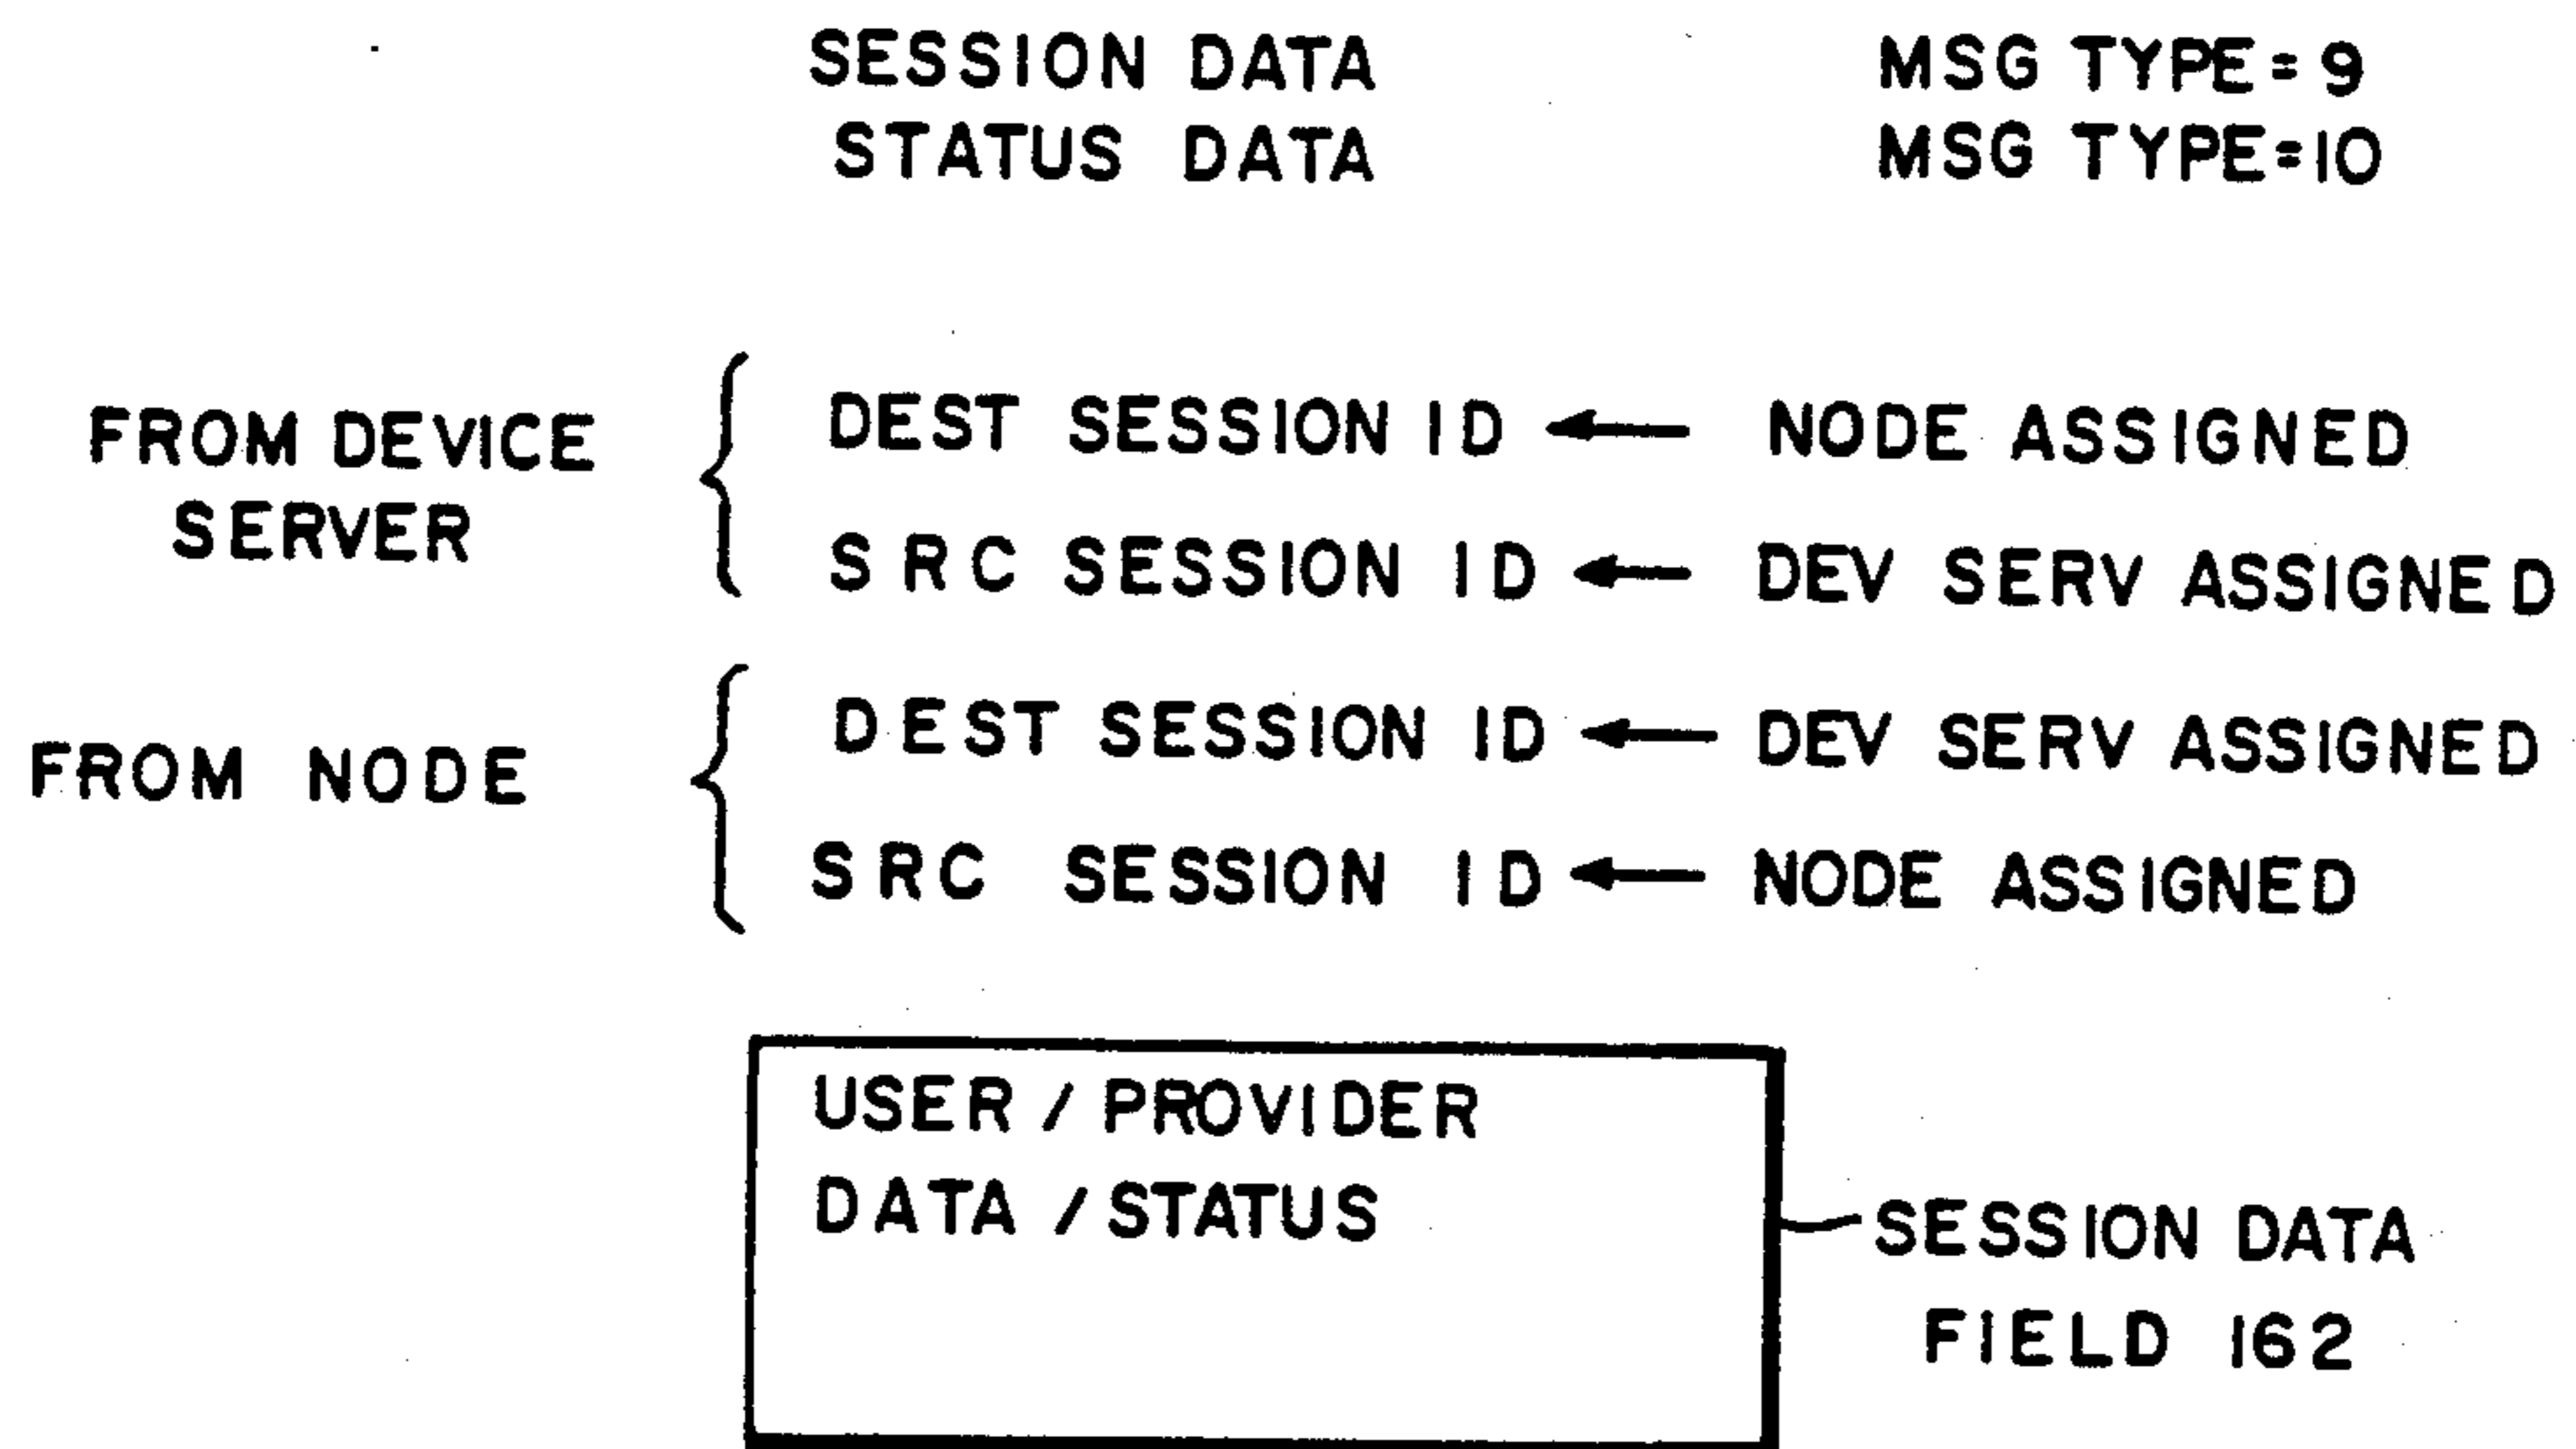 SESSION DATA MSG TYPE=9
STATUS DATA MSG TYPE=10
FROM DEVICE
SERVER
DEST SESSION ID ← NODE ASSIGNED
SRC SESSION ID ← DEV SERV ASSIGNED
FROM NODE
DEST SESSION ID ← DEV SERV ASSIGNED
SRC SESSION ID ← NODE ASSIGNED
USER / PROVIDER
DATA / STATUS
SESSION DATA
FIELD 162